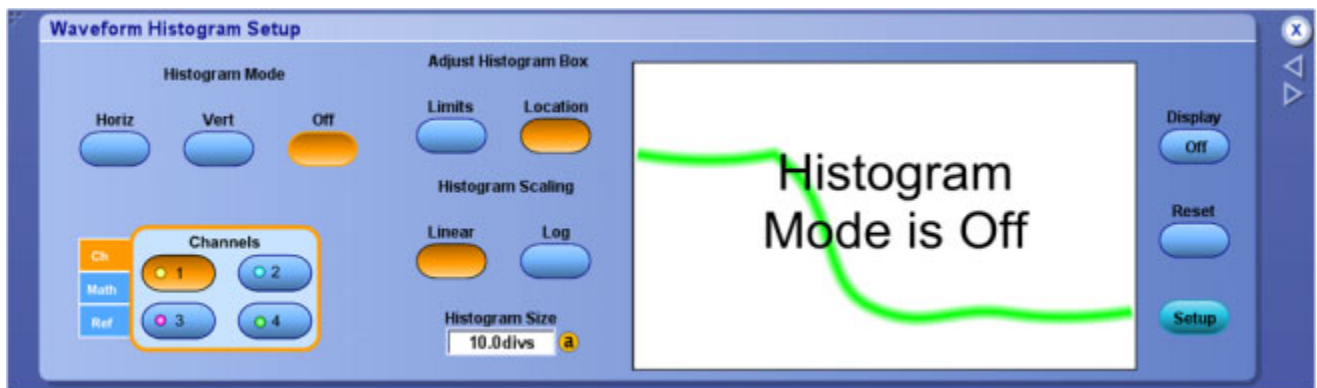 Waveform Histogram Setup
X
Histogram Mode
Horiz
Vert
Off
Ch
Math
Ref
Channels
1
2
3
4
Adjust Histogram Box
Limits
Location
Histogram Scaling
Linear
Log
Histogram Size
10.0divs
a
Histogram
Mode is Off
Display
Off
Reset
Setup